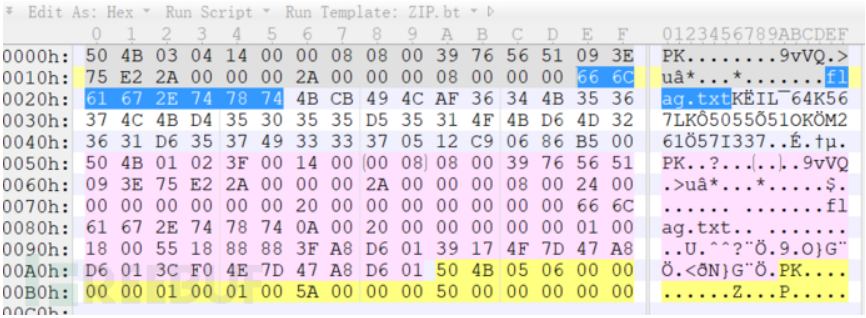 Edit As: Hex Run Script Run Template: ZIP.bt
0 1 2 3 4 5 6 7 8 9 A B C D E F 0123456789ABCDEF
0000h: 50 4B 03 04 14 00 00 08 08 00 39 76 56 51 09 3E PK........9vVQ.>
0010h: 75 E2 2A 00 00 00 2A 00 00 00 08 00 00 00 66 6C uâ*...*.......fl
0020h: 61 67 2E 74 78 74 4B CB 49 4C AF 36 34 4B 35 36 ag.txtKËIL¯64K56
0030h: 37 4C 4B D4 35 30 35 35 D5 35 31 4F 4B D6 4D 32 7LKÔ5055Õ51OKÖM2
0040h: 36 31 D6 35 37 49 33 33 37 05 12 C9 06 86 B5 00 61Ö57I337..É.†µ.
0050h: 50 4B 01 02 3F 00 14 00 00 08 08 00 39 76 56 51 PK..?...(..)..9vVQ
0060h: 09 3E 75 E2 2A 00 00 00 2A 00 00 00 08 00 24 00 .>uâ*...*.....$.
0070h: 00 00 00 00 00 00 20 00 00 00 00 00 00 00 66 6C ...... .......fl
0080h: 61 67 2E 74 78 74 0A 00 20 00 00 00 00 00 01 00 ag.txt.. .......
0090h: 18 00 55 18 88 88 3F A8 D6 01 39 17 4F 7D 47 A8 ..U.ˆˆ?¨Ö.9.O}G¨
00A0h: D6 01 3C F0 4E 7D 47 A8 D6 01 50 4B 05 06 00 00 Ö.<ðN}G¨Ö.PK....
00B0h: 00 00 01 00 01 00 5A 00 00 00 50 00 00 00 00 00 ......Z...P.....
00C0h: